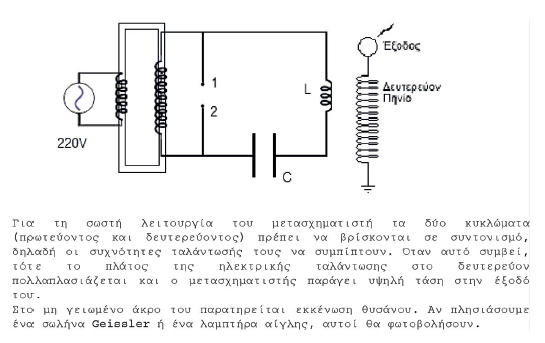 Έξοδος
1
L
Δευτερεύον
Πηνίο
2
220V
C
Για τη σωστή λειτουργία του μετασχηματιστή τα δύο κυκλώματα
(πρωτεύοντος και δευτερεύοντος) πρέπει να βρίσκονται σε συντονισμό,
δηλαδή οι συχνότητες ταλάντωσής τους να συμπίπτουν. Όταν αυτό συμβεί,
τότε το πλάτος της ηλεκτρικής ταλάντωσης στο δευτερεύον
πολλαπλασιάζεται και ο μετασχηματιστής παράγει υψηλή τάση στην έξοδό
του.
Στο μη γειωμένο άκρο του παρατηρείται εκκένωση θυσάνου. Αν πλησιάσουμε
ένα σωλήνα Geissler ή ένα λαμπτήρα αίγλης, αυτοί θα φωτοβολήσουν.